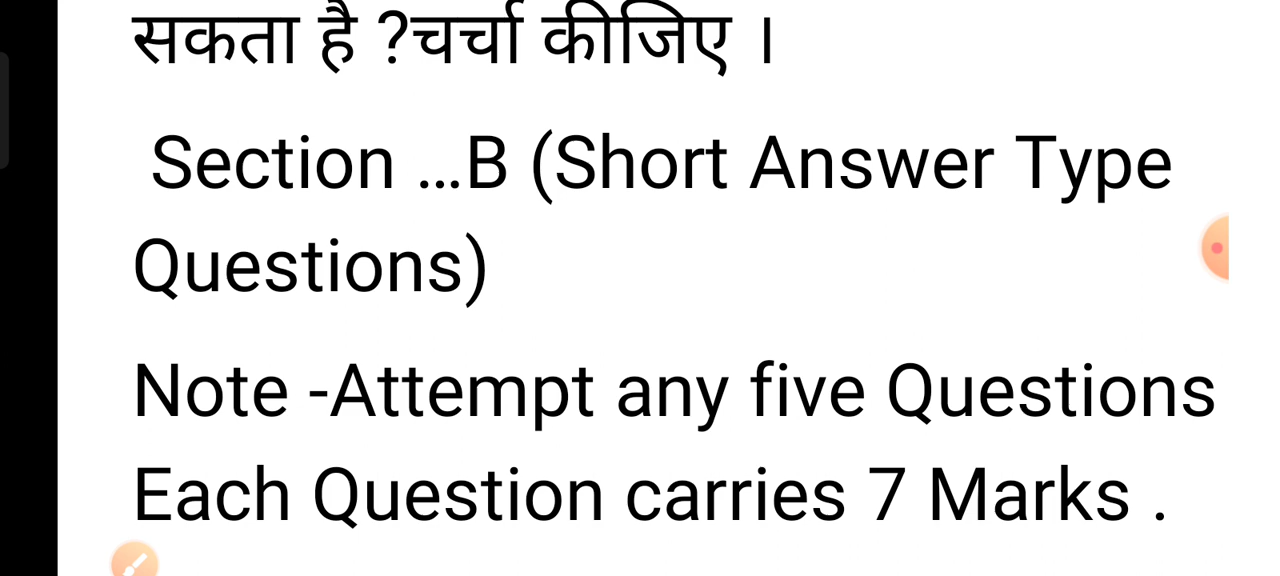 सकता है ?चर्चा कीजिए ।
Section ...B (Short Answer Type
Questions)
Note -Attempt any five Questions
Each Question carries 7 Marks .